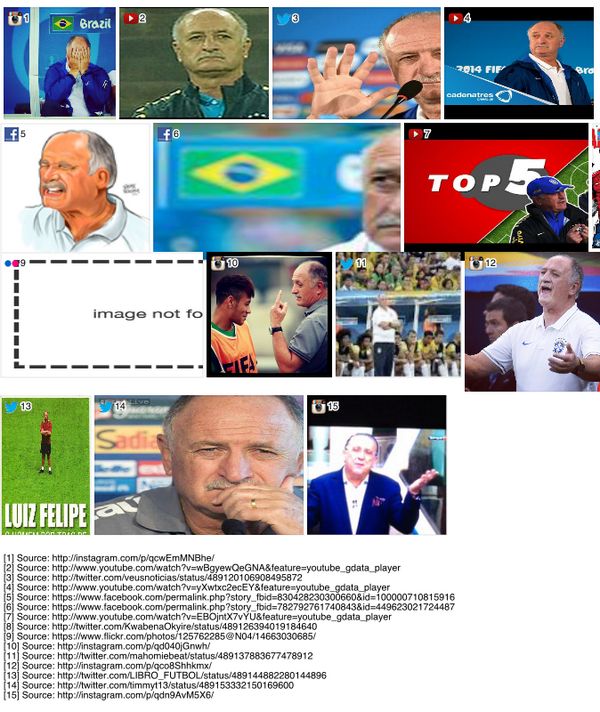 1
Brazil
2
3
4
2014 FIF
cadenatres
5
6
7
TOP 5
9
image not fo
10
FIFA
11
12
13
LUIZ FELIPE
14
Sadia
15
[1] Source: http://instagram.com/p/qcwEmMNBhe/
[2] Source: http://www.youtube.com/watch?v=wBgyewQeGNA&feature=youtube_gdata_player
[3] Source: http://twitter.com/veusnoticias/status/489120106908495872
[4] Source: http://www.youtube.com/watch?v=yXwtxc2ecEY&feature=youtube_gdata_player
[5] Source: https://www.facebook.com/permalink.php?story_fbid=830428230300660&id=100000710815916
[6] Source: https://www.facebook.com/permalink.php?story_fbid=782792761740843&id=449623021724487
[7] Source: http://www.youtube.com/watch?v=EBOjntX7vYU&feature=youtube_gdata_player
[8] Source: http://twitter.com/KwabenaOkyire/status/489126394019184640
[9] Source: https://www.flickr.com/photos/125762285@N04/14663030685/
[10] Source: http://instagram.com/p/qd040jGnwh/
[11] Source: http://twitter.com/mahomiebeat/status/489137883677478912
[12] Source: http://instagram.com/p/qco8Shhkmx/
[13] Source: http://twitter.com/LIBRO_FUTBOL/status/489144882280144896
[14] Source: http://twitter.com/timmyt13/status/489153332150169600
[15] Source: http://instagram.com/p/qdn9AvM5X6/